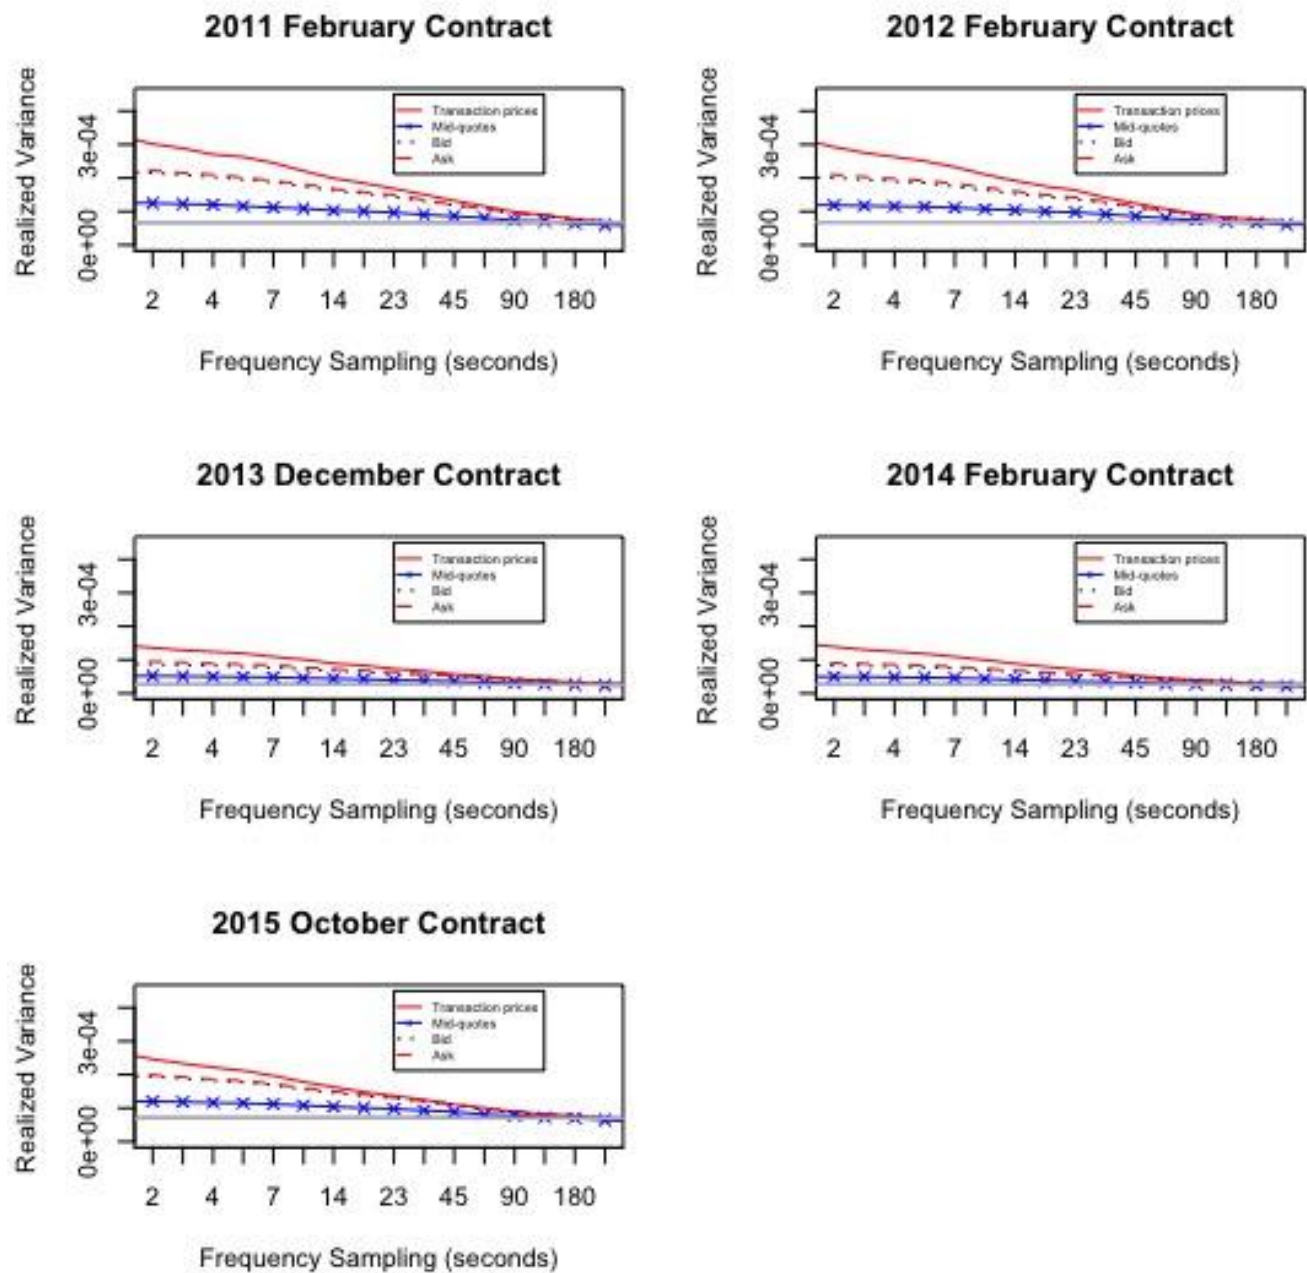 2011 February Contract
Realized Variance
0e+00 3e-04
Transaction prices
Mid-quotes
Bid
Ask
2 4 7 14 23 45 90 180
Frequency Sampling (seconds)
2012 February Contract
Realized Variance
0e+00 3e-04
Transaction prices
Mid-quotes
Bid
Ask
2 4 7 14 23 45 90 180
Frequency Sampling (seconds)
2013 December Contract
Realized Variance
0e+00 3e-04
Transaction prices
Mid-quotes
Bid
Ask
2 4 7 14 23 45 90 180
Frequency Sampling (seconds)
2014 February Contract
Realized Variance
0e+00 3e-04
Transaction prices
Mid-quotes
Bid
Ask
2 4 7 14 23 45 90 180
Frequency Sampling (seconds)
2015 October Contract
Realized Variance
0e+00 3e-04
Transaction prices
Mid-quotes
Bid
Ask
2 4 7 14 23 45 90 180
Frequency Sampling (seconds)